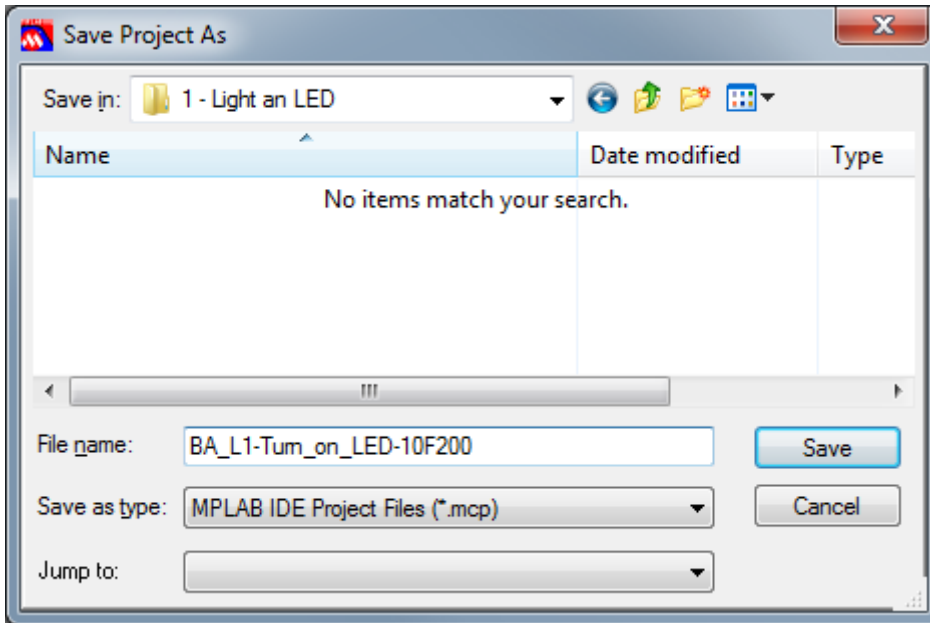 Save Project As
Save in: 1 - Light an LED
Name Date modified Type
No items match your search.
File name: BA_L1-Turn_on_LED-10F200 Save
Save as type: MPLAB IDE Project Files (*.mcp) Cancel
Jump to: